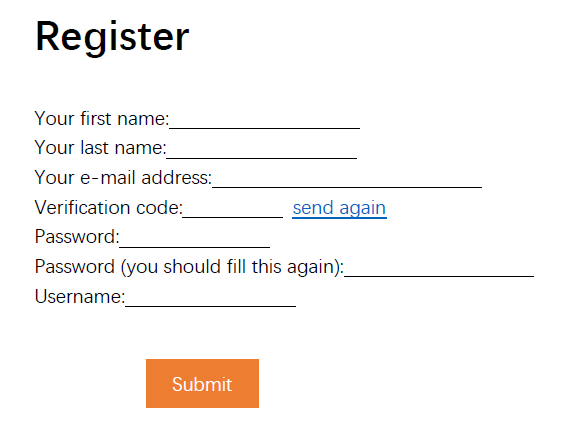 Register
Your first name:
Your last name:
Your e-mail address:
Verification code: send again
Password:
Password (you should fill this again):
Username:
Submit